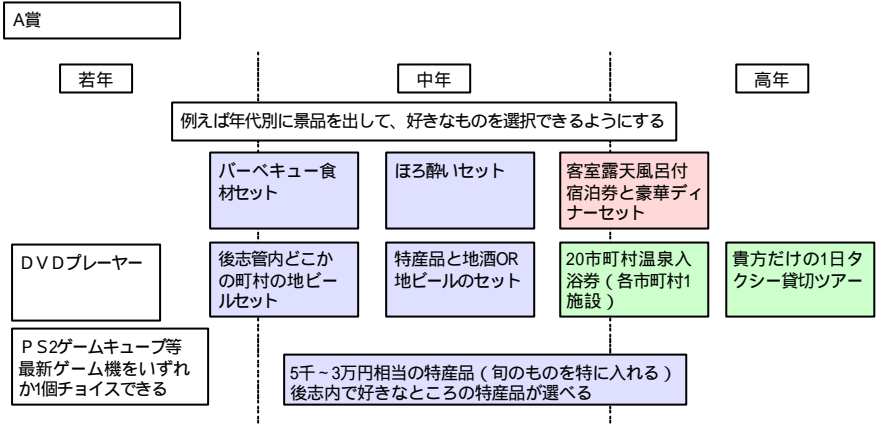 A賞
若年
中年
高年
例えば年代別に景品を出して、好きなものを選択できるようにする
バーベキュー食
材セット
ほろ酔いセット
客室露天風呂付
宿泊券と豪華ディ
ナーセット
ＤＶＤプレーヤー
後志管内どこか
の町村の地ビー
ルセット
特産品と地酒OR
地ビールのセット
20市町村温泉入
浴券（各市町村1
施設）
貴方だけの1日タ
クシー貸切ツアー
ＰＳ2ゲームキューブ等
最新ゲーム機をいずれ
か1個チョイスできる
5千～3万円相当の特産品（旬のものを特に入れる）
後志内で好きなところの特産品が選べる